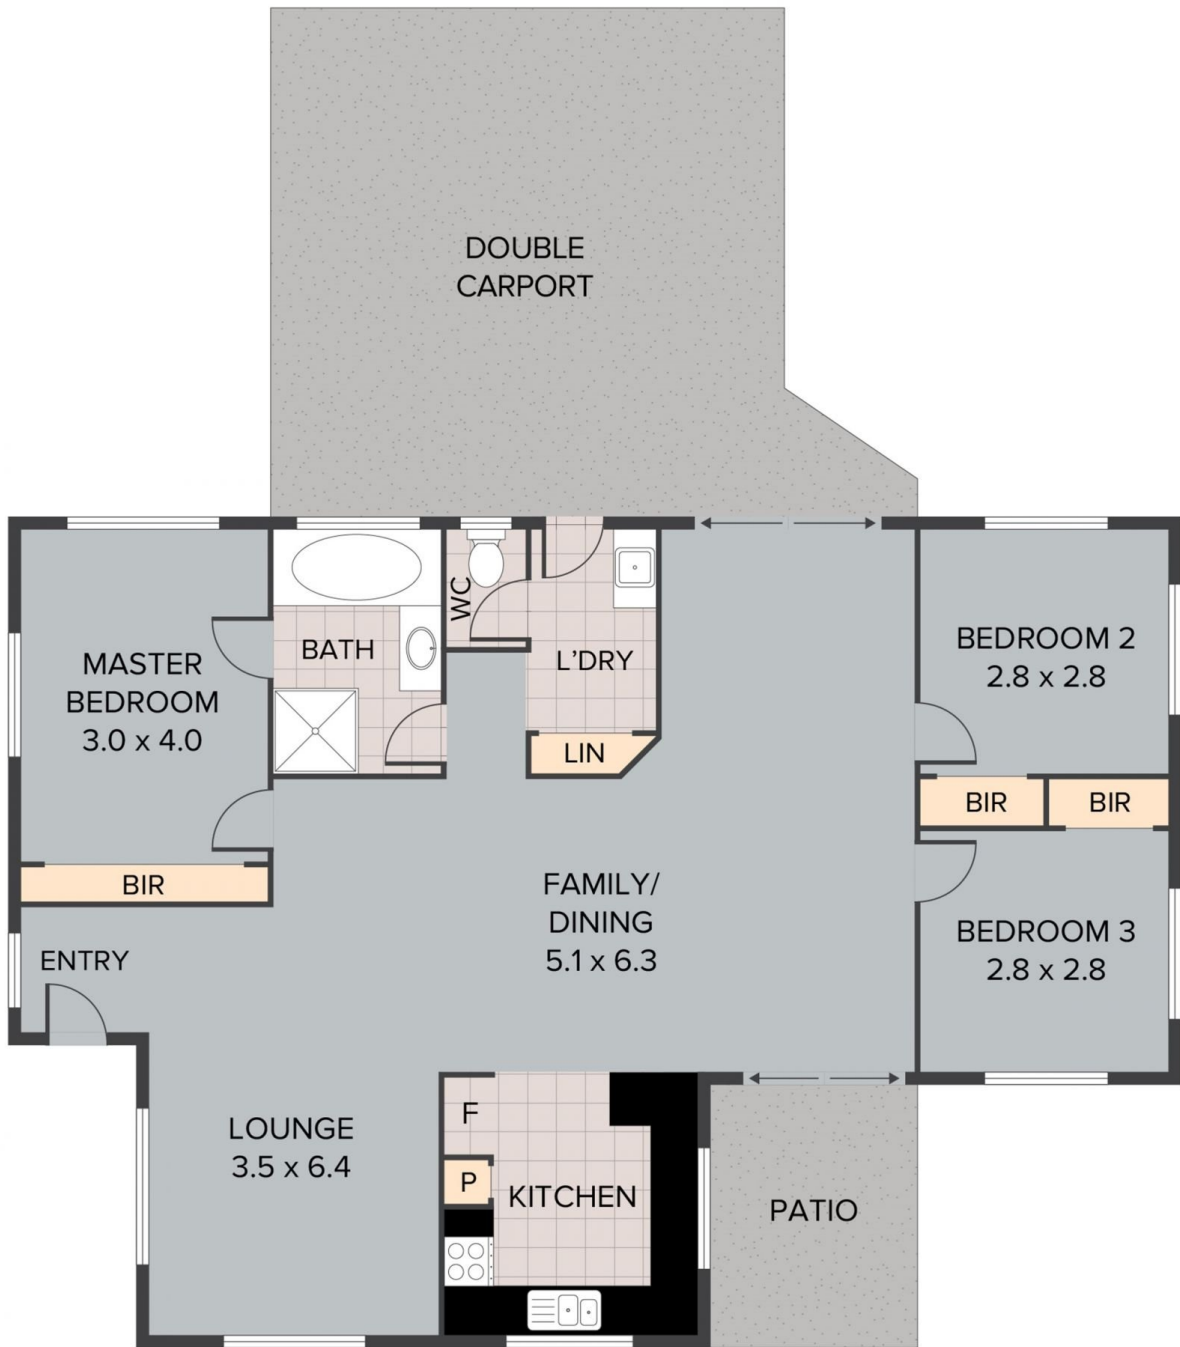 DOUBLE
CARPORT
MASTER
BEDROOM
3.0 x 4.0
BATH
WC
L'DRY
LIN
BEDROOM 2
2.8 x 2.8
BIR
BIR
BIR
ENTRY
FAMILY/
DINING
5.1 x 6.3
BEDROOM 3
2.8 x 2.8
LOUNGE
3.5 x 6.4
F
P
KITCHEN
PATIO